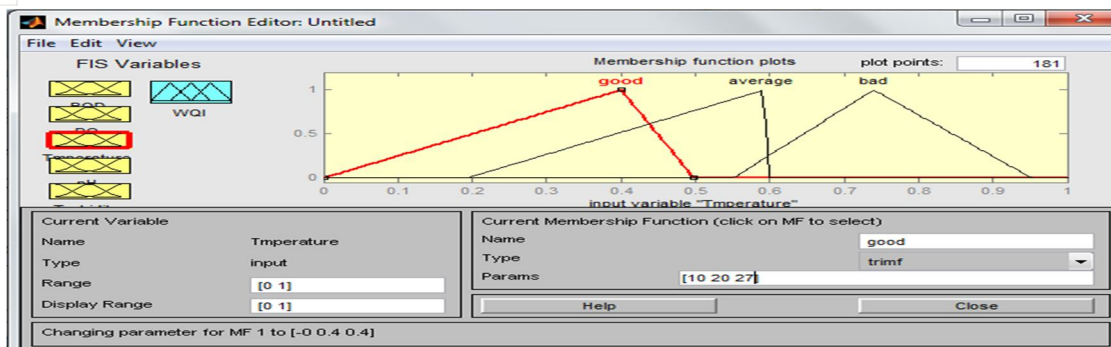 Membership Function Editor: Untitled
File Edit View
FIS Variables
Membership function plots
plot points:
181
WQI
good
average
bad
1
0.5
0
0 0.1 0.2 0.3 0.4 0.5 0.6 0.7 0.8 0.9 1
input variable "Tmperature"
Current Variable
Name Tmperature
Type input
Range [0 1]
Display Range [0 1]
Current Membership Function (click on MF to select)
Name good
Type trimf
Params [10 20 27]
Help
Close
Changing parameter for MF 1 to [-0 0.4 0.4]